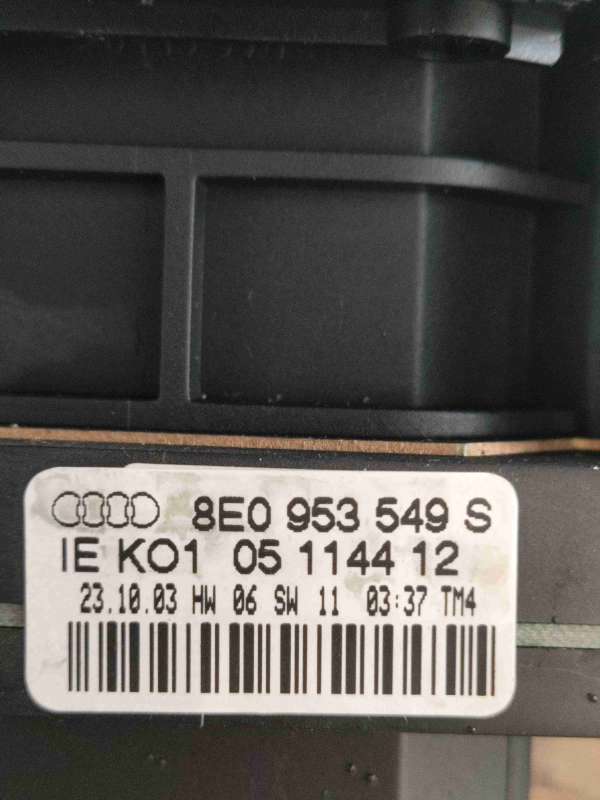 8E0 953 549 S
IE KO1 05 1144 12
23.10.03 HW 06 SW 11 03:37 TM4